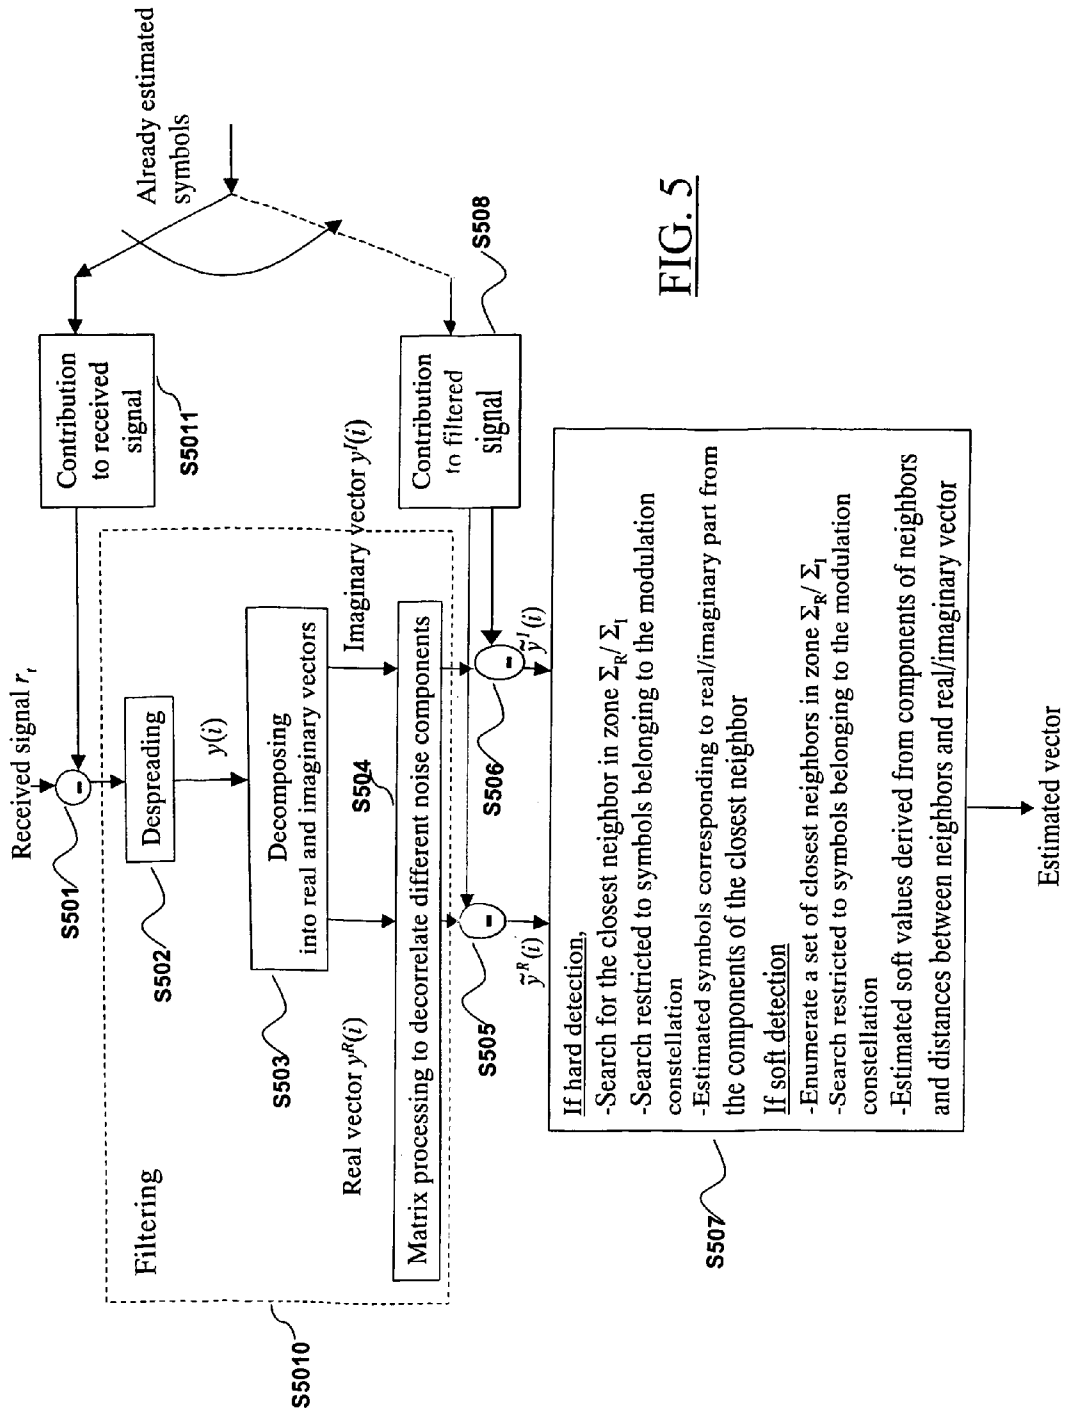 Received signal rₜ
Already estimated
symbols
S501
Contribution
to received
signal
S5011
Filtering
Despreading
S502
y(i)
Decomposing
into real and imaginary vectors
S503
Real vector yᴿ(i)
Imaginary vector yᴵ(i)
S504
Matrix processing to decorrelate different noise components
Contribution
to filtered
signal
S508
S5010
S505
S506
ỹᴿ(i)
ỹᴵ(i)
If hard detection,
-Search for the closest neighbor in zone Σ_R/ Σ_I
-Search restricted to symbols belonging to the modulation
constellation
-Estimated symbols corresponding to real/imaginary part from
the components of the closest neighbor
If soft detection
-Enumerate a set of closest neighbors in zone Σ_R/ Σ_I
-Search restricted to symbols belonging to the modulation
constellation
-Estimated soft values derived from components of neighbors
and distances between neighbors and real/imaginary vector
S507
Estimated vector
FIG. 5